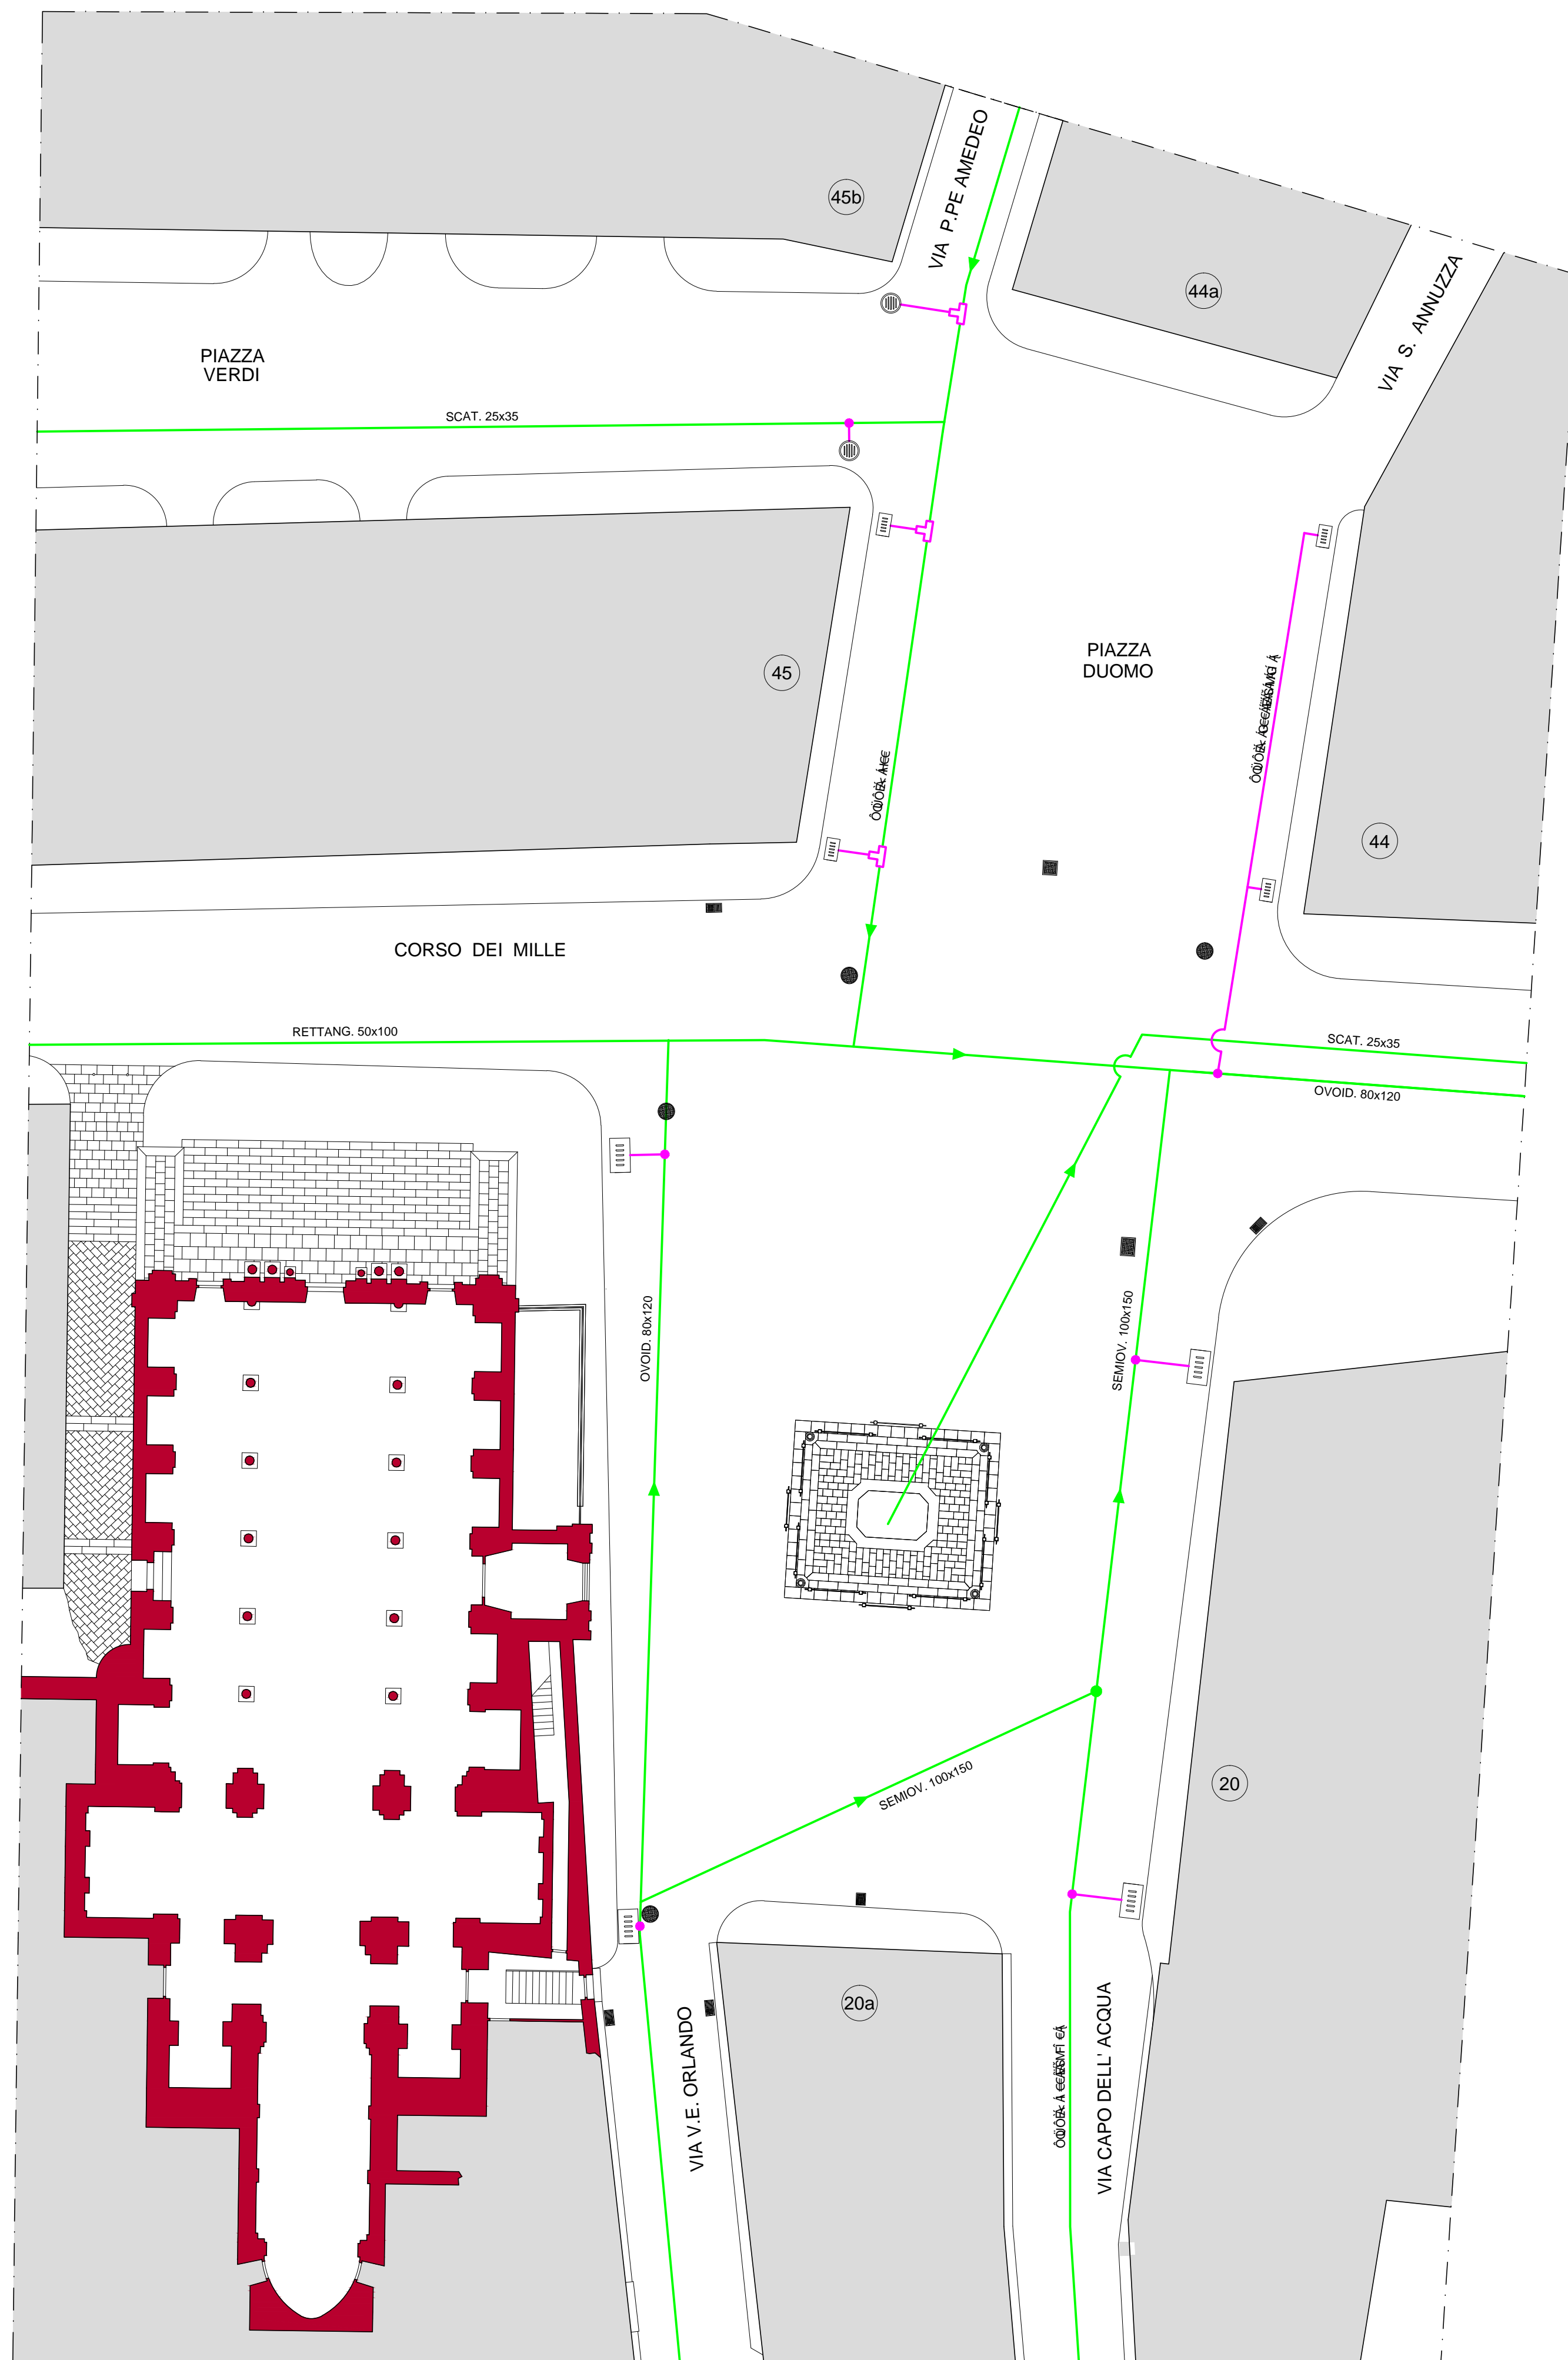 VIA P.PE AMEDEO
45b
44a
VIA S. ANNUZZA
PIAZZA
VERDI
SCAT. 25x35
PIAZZA
DUOMO
45
44
CORSO DEI MILLE
RETTANG. 50x100
SCAT. 25x35
OVOID. 80x120
OVOID. 80x120
SEMIOV. 100x150
SEMIOV. 100x150
20
20a
VIA V.E. ORLANDO
VIA CAPO DELL' ACQUA